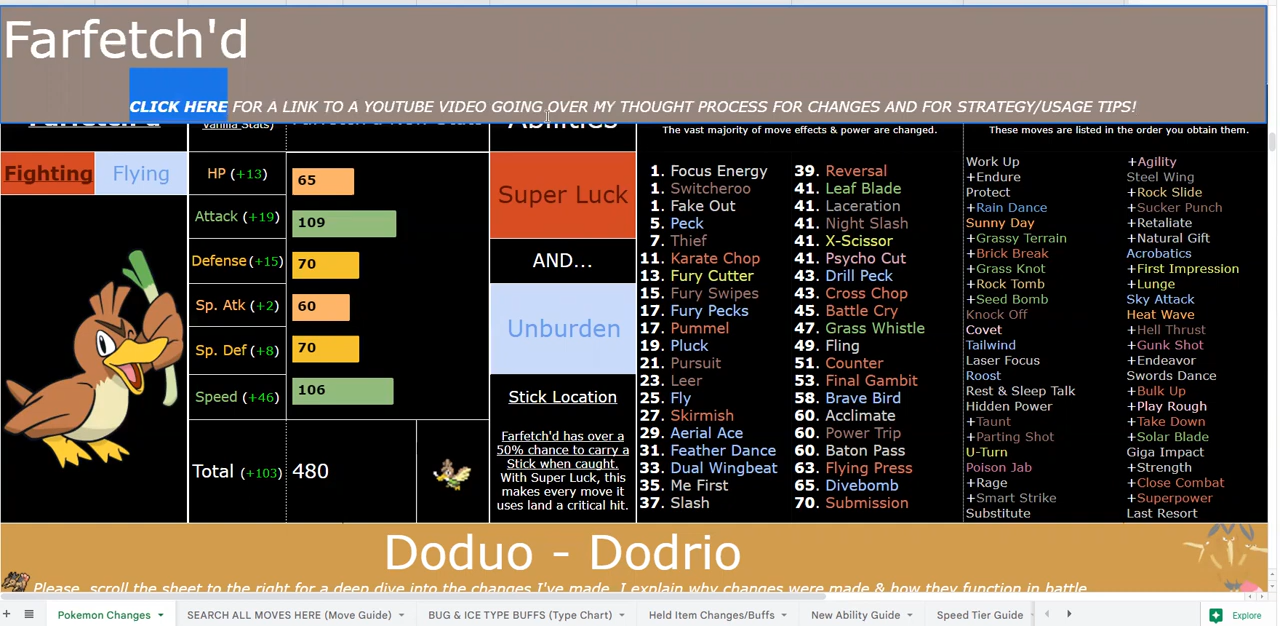 Farfetch'd
CLICK HERE FOR A LINK TO A YOUTUBE VIDEO GOING OVER MY THOUGHT PROCESS FOR CHANGES AND FOR STRATEGY/USAGE TIPS!
Farfetch'd
Vanilla Stats)
Farfetch'd New Stats
Abilities
The vast majority of move effects & power are changed.
These moves are listed in the order you obtain them.
Fighting
Flying
HP (+13)
65
Attack (+19)
109
Defense (+15)
70
Sp. Atk (+2)
60
Sp. Def (+8)
70
Speed (+46)
106
Total (+103)
480
Super Luck
AND...
Unburden
Stick Location
Farfetch'd has over a
50% chance to carry a
Stick when caught.
With Super Luck, this
makes every move it
uses land a critical hit.
1. Focus Energy
1. Switcheroo
1. Fake Out
5. Peck
7. Thief
11. Karate Chop
13. Fury Cutter
15. Fury Swipes
17. Fury Pecks
17. Pummel
19. Pluck
21. Pursuit
23. Leer
25. Fly
27. Skirmish
29. Aerial Ace
31. Feather Dance
33. Dual Wingbeat
35. Me First
37. Slash
39. Reversal
41. Leaf Blade
41. Laceration
41. Night Slash
41. X-Scissor
41. Psycho Cut
43. Drill Peck
43. Cross Chop
45. Battle Cry
47. Grass Whistle
49. Fling
51. Counter
53. Final Gambit
58. Brave Bird
60. Acclimate
60. Power Trip
60. Baton Pass
63. Flying Press
65. Divebomb
70. Submission
Work Up
+Endure
Protect
+Rain Dance
Sunny Day
+Grassy Terrain
+Brick Break
+Grass Knot
+Rock Tomb
+Seed Bomb
Knock Off
Covet
Tailwind
Laser Focus
Roost
Rest & Sleep Talk
Hidden Power
+Taunt
+Parting Shot
U-Turn
Poison Jab
+Rage
+Smart Strike
Substitute
+Agility
Steel Wing
+Rock Slide
+Sucker Punch
+Retaliate
+Natural Gift
Acrobatics
+First Impression
+Lunge
Sky Attack
Heat Wave
+Hell Thrust
+Gunk Shot
+Endeavor
Swords Dance
+Bulk Up
+Play Rough
+Take Down
+Solar Blade
Giga Impact
+Strength
+Close Combat
+Superpower
Last Resort
Doduo - Dodrio
Please, scroll the sheet to the right for a deep dive into the changes I've made. I explain why changes were made & how they function in battle
Pokemon Changes
SEARCH ALL MOVES HERE (Move Guide)
BUG & ICE TYPE BUFFS (Type Chart)
Held Item Changes/Buffs
New Ability Guide
Speed Tier Guide
Explore